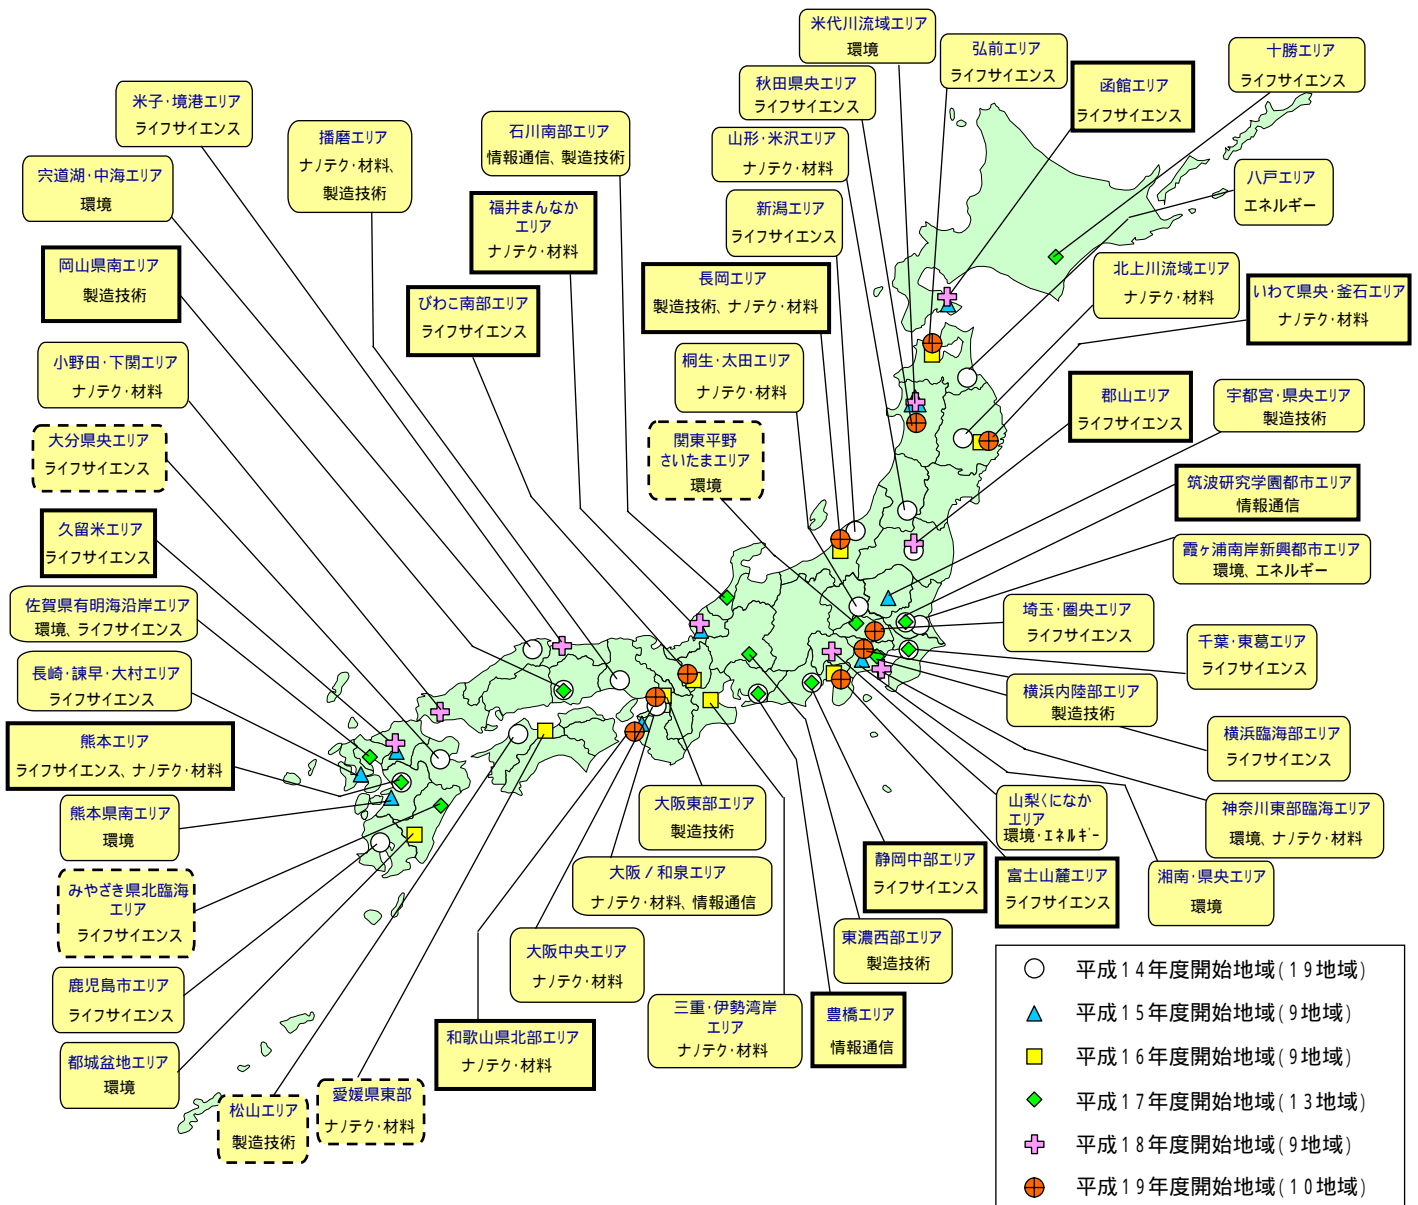 米代川流域エリア
環境
弘前エリア
ライフサイエンス
十勝エリア
ライフサイエンス
秋田県央エリア
ライフサイエンス
函館エリア
ライフサイエンス
米子・境港エリア
ライフサイエンス
播磨エリア
ナノテク・材料、
製造技術
石川南部エリア
情報通信、製造技術
山形・米沢エリア
ナノテク・材料
宍道湖・中海エリア
環境
八戸エリア
エネルギー
福井まんなか
エリア
ナノテク・材料
新潟エリア
ライフサイエンス
岡山県南エリア
製造技術
長岡エリア
製造技術、ナノテク・材料
北上川流域エリア
ナノテク・材料
いわて県央・釜石エリア
ナノテク・材料
びわこ南部エリア
ライフサイエンス
小野田・下関エリア
ナノテク・材料
桐生・太田エリア
ナノテク・材料
郡山エリア
ライフサイエンス
宇都宮・県央エリア
製造技術
大分県央エリア
ライフサイエンス
関東平野
さいたまエリア
環境
筑波研究学園都市エリア
情報通信
久留米エリア
ライフサイエンス
霞ヶ浦南岸新興都市エリア
環境、エネルギー
佐賀県有明海沿岸エリア
環境、ライフサイエンス
埼玉・圏央エリア
ライフサイエンス
千葉・東葛エリア
ライフサイエンス
長崎・諫早・大村エリア
ライフサイエンス
横浜内陸部エリア
製造技術
横浜臨海部エリア
ライフサイエンス
熊本エリア
ライフサイエンス、ナノテク・材料
熊本県南エリア
環境
大阪東部エリア
製造技術
山梨くになか
エリア
環境・エネルギー
神奈川東部臨海エリア
環境、ナノテク・材料
みやざき県北臨海
エリア
ライフサイエンス
大阪/和泉エリア
ナノテク・材料、情報通信
静岡中部エリア
ライフサイエンス
富士山麓エリア
ライフサイエンス
湘南・県央エリア
環境
大阪中央エリア
ナノテク・材料
東濃西部エリア
製造技術
鹿児島市エリア
ライフサイエンス
三重・伊勢湾岸
エリア
ナノテク・材料
豊橋エリア
情報通信
都城盆地エリア
環境
和歌山県北部エリア
ナノテク・材料
松山エリア
製造技術
愛媛県東部
ナノテク・材料
平成14年度開始地域(19地域)
平成15年度開始地域(9地域)
平成16年度開始地域(9地域)
平成17年度開始地域(13地域)
平成18年度開始地域(9地域)
平成19年度開始地域(10地域)